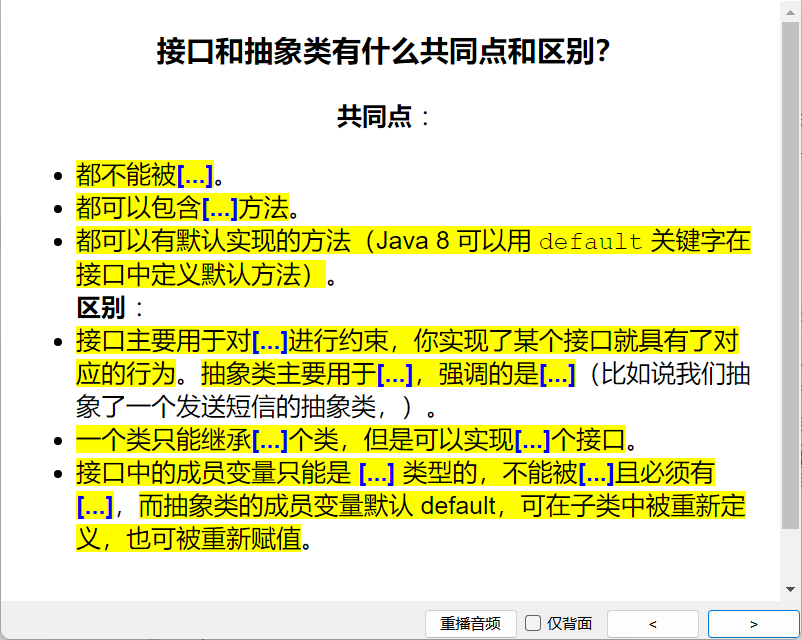 接口和抽象类有什么共同点和区别？
共同点：
都不能被[...]。
都可以包含[...]方法。
都可以有默认实现的方法（Java 8 可以用 default 关键字在
接口中定义默认方法）。
区别：
接口主要用于对[...]进行约束，你实现了某个接口就具有了对
应的行为。抽象类主要用于[...]，强调的是[...]（比如说我们抽
象了一个发送短信的抽象类，）。
一个类只能继承[...]个类，但是可以实现[...]个接口。
接口中的成员变量只能是 [...] 类型的，不能被[...]且必须有
[...]，而抽象类的成员变量默认 default，可在子类中被重新定
义，也可被重新赋值。
重播音频 仅背面 < >